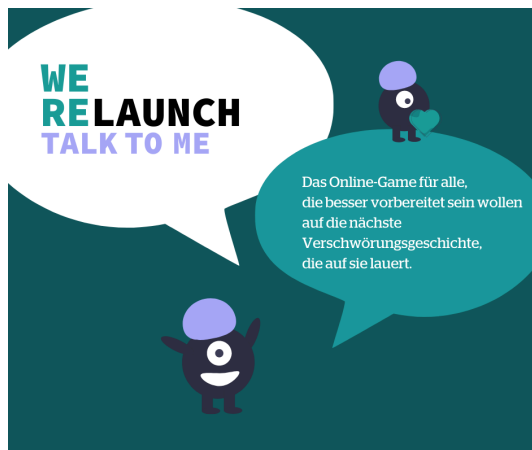 WE
RELAUNCH
TALK TO ME
Das Online-Game für alle,
die besser vorbereitet sein wollen
auf die nächste
Verschwörungsgeschichte,
die auf sie lauert.